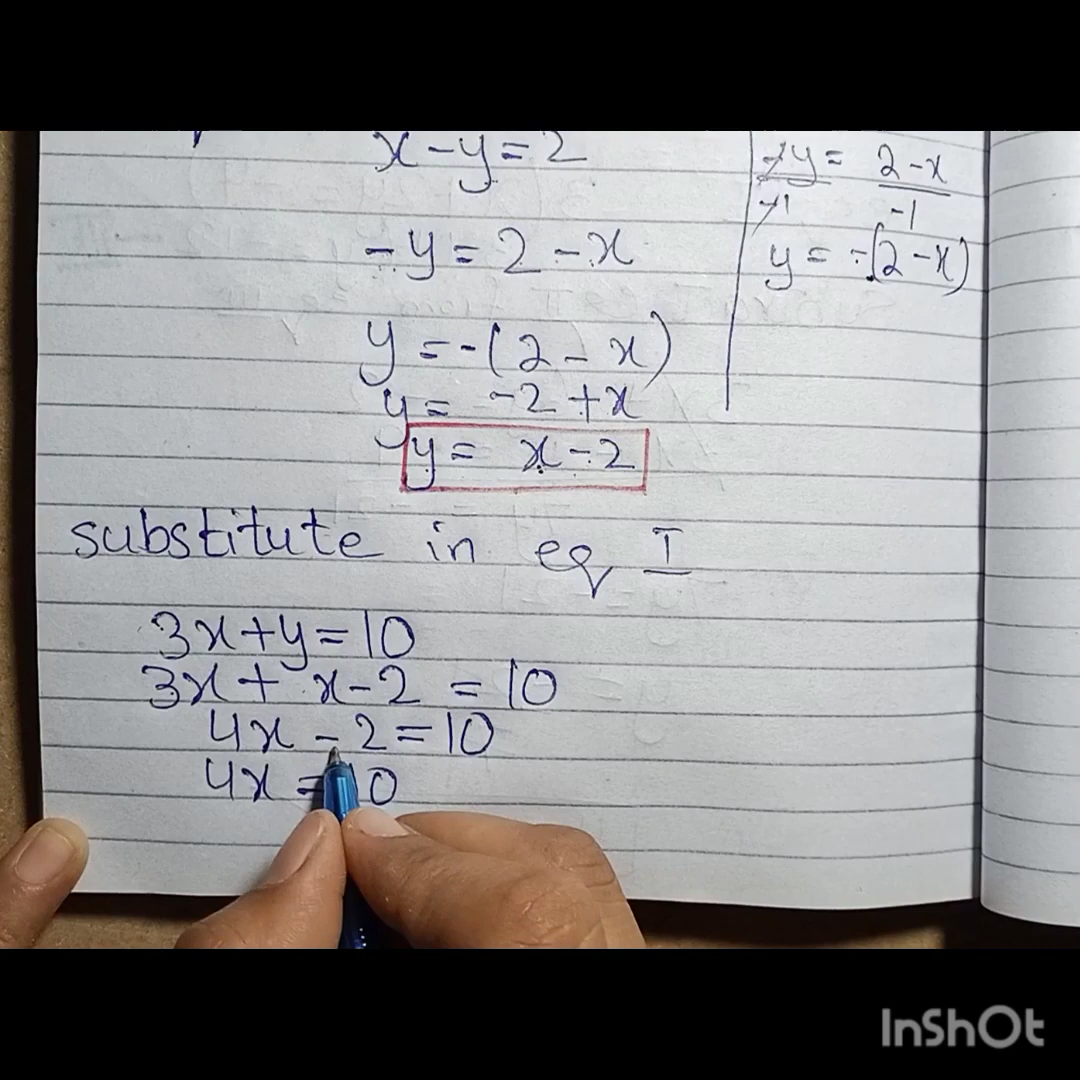 x - y = 2
- y = 2 - x
y = -(2 - x)
y = -2 + x
y = x - 2
-1y = 2 - x
-1 -1
y = -(2 - x)
substitute in eq I
3x + y = 10
3x + x - 2 = 10
4x - 2 = 10
4x = 10
InShOt